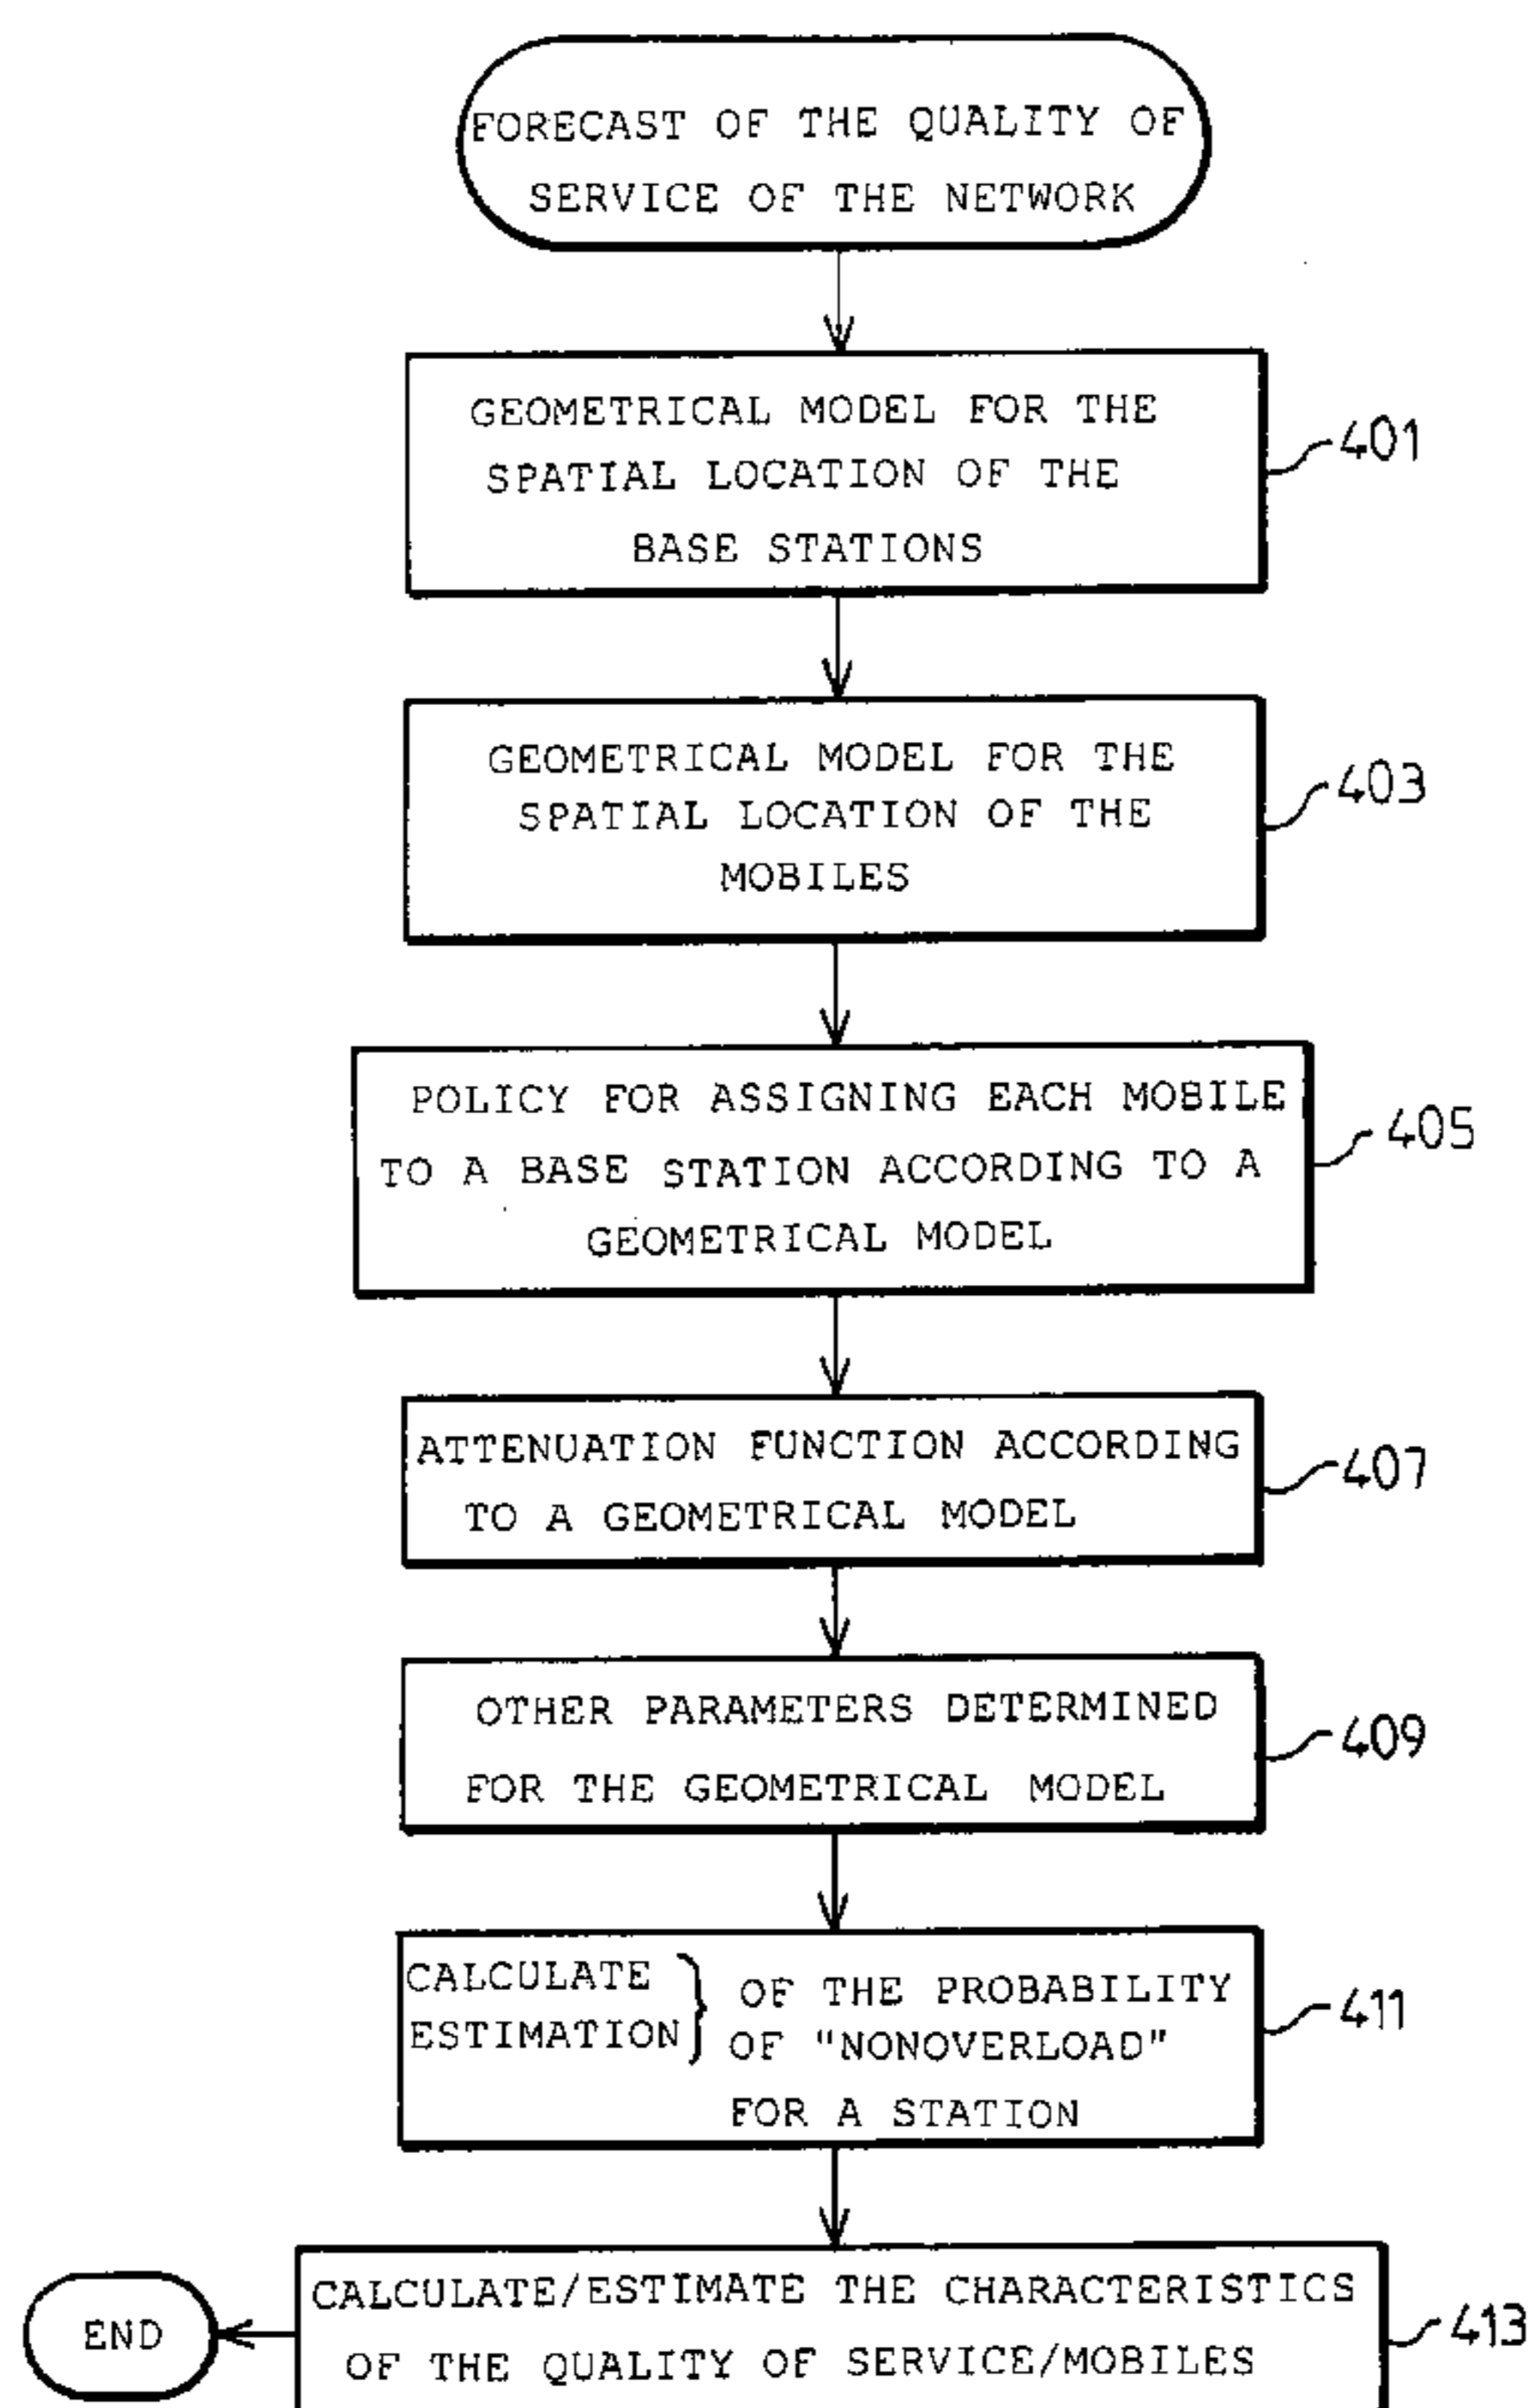 FORECAST OF THE QUALITY OF
SERVICE OF THE NETWORK
GEOMETRICAL MODEL FOR THE
SPATIAL LOCATION OF THE
BASE STATIONS
401
GEOMETRICAL MODEL FOR THE
SPATIAL LOCATION OF THE
MOBILES
403
POLICY FOR ASSIGNING EACH MOBILE
TO A BASE STATION ACCORDING TO A
GEOMETRICAL MODEL
405
ATTENUATION FUNCTION ACCORDING
TO A GEOMETRICAL MODEL
407
OTHER PARAMETERS DETERMINED
FOR THE GEOMETRICAL MODEL
409
CALCULATE
ESTIMATION
OF THE PROBABILITY
OF "NONOVERLOAD"
FOR A STATION
411
CALCULATE/ESTIMATE THE CHARACTERISTICS
OF THE QUALITY OF SERVICE/MOBILES
413
END